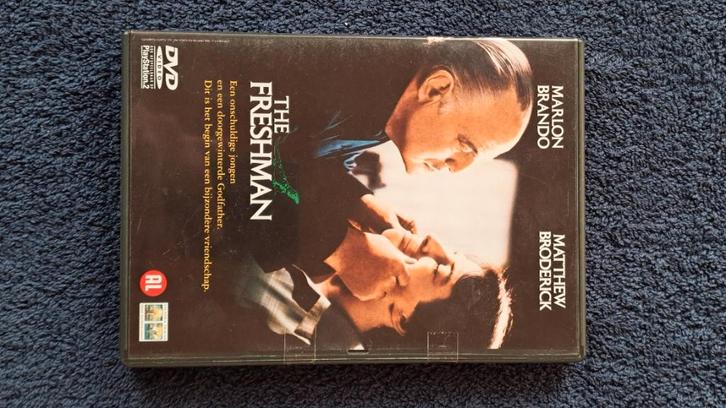 MARLON
BRANDO
MATTHEW
BRODERICK
THE
FRESHMAN
Een onschuldige jongen
en een doorgewinterde Godfather.
Dit is het begin van een bijzondere vriendschap.
DVD
VIDEO
PlayStation.2
AL